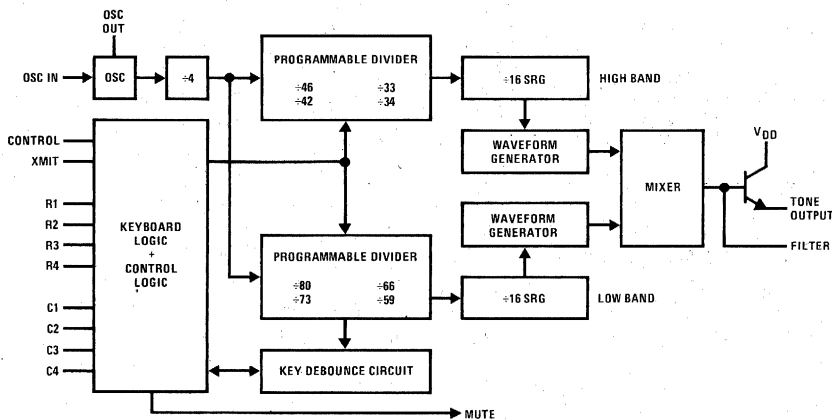 OSC
OUT
OSC IN
OSC
÷4
PROGRAMMABLE DIVIDER
÷46 ÷33
÷42 ÷34
÷16 SRG
HIGH BAND
CONTROL
XMIT
R1
R2
R3
R4
C1
C2
C3
C4
KEYBOARD
LOGIC
+
CONTROL
LOGIC
WAVEFORM
GENERATOR
WAVEFORM
GENERATOR
MIXER
VDD
TONE
OUTPUT
FILTER
PROGRAMMABLE DIVIDER
÷80 ÷66
÷73 ÷59
÷16 SRG
LOW BAND
KEY DEBOUNCE CIRCUIT
MUTE